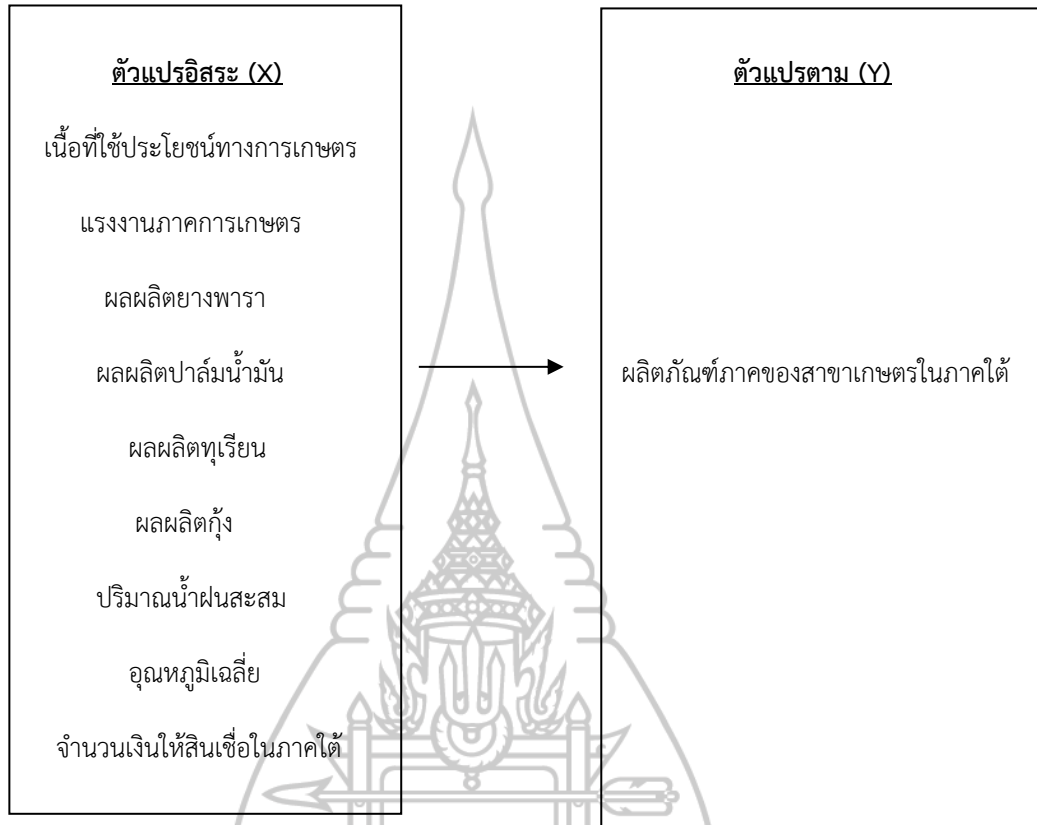 ตัวแปรอิสระ (X)
เนื้อที่ใช้ประโยชน์ทางการเกษตร
แรงงานภาคการเกษตร
ผลผลิตยางพารา
ผลผลิตปาล์มน้ำมัน
ผลผลิตทุเรียน
ผลผลิตกุ้ง
ปริมาณน้ำฝนสะสม
อุณหภูมิเฉลี่ย
จำนวนเงินให้สินเชื่อในภาคใต้
ตัวแปรตาม (Y)
ผลิตภัณฑ์ภาคของสาขาเกษตรในภาคใต้